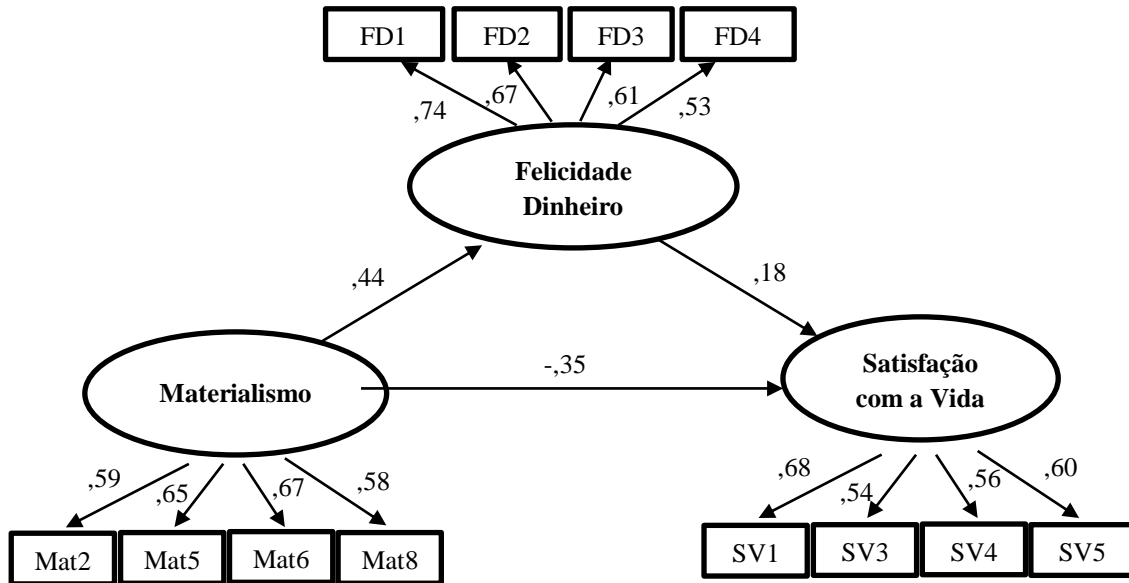 FD1 FD2 FD3 FD4
,74 ,67 ,61 ,53
Felicidade
Dinheiro
,44 ,18
-,35
Materialismo
Satisfação
com a Vida
,59 ,65 ,67 ,58
,68 ,54 ,56 ,60
Mat2 Mat5 Mat6 Mat8
SV1 SV3 SV4 SV5